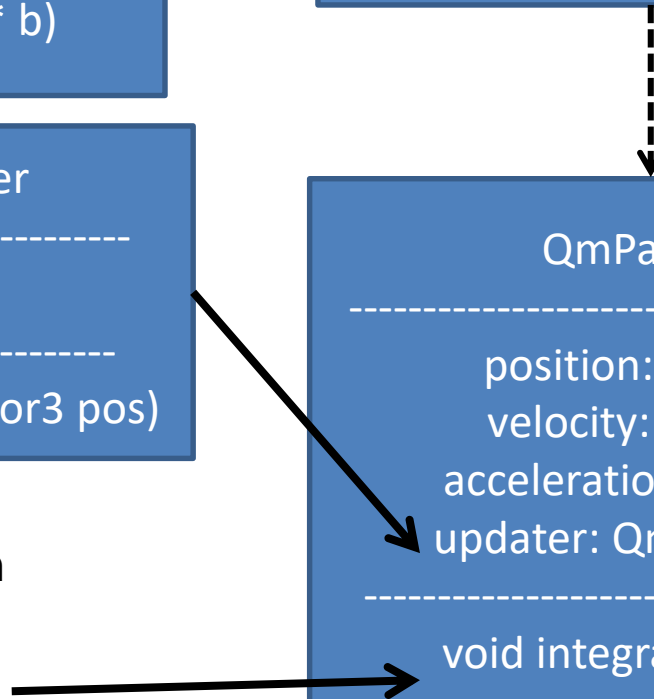 * b)
er
----------
--------
or3 pos)
n
QmPa
---------------------
position:
velocity:
acceleratio
updater: Qr
--------------------
void integra